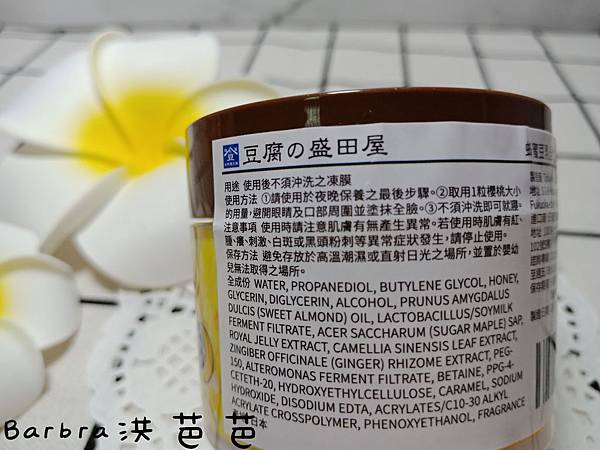 豆腐の盛田屋
用途 使用後不須沖洗之凍膜
使用方法 ①請使用於夜晚保養之最後步驟。②取用1粒櫻桃大小
的用量，避開眼睛及口部周圍並塗抹全臉。③不須沖洗即可就寢。
注意事項 使用時請注意肌膚有無產生異常。若使用時肌膚有紅、
腫、癢、刺激、白斑或黑頭粉刺等異常症狀發生，請停止使用。
保存方法 避免存放於高溫潮濕或直射日光之場所，並置於嬰幼
兒無法取得之場所。
全成份 WATER, PROPANEDIOL, BUTYLENE GLYCOL, HONEY,
GLYCERIN, DIGLYCERIN, ALCOHOL, PRUNUS AMYGDALUS
DULCIS (SWEET ALMOND) OIL, LACTOBACILLUS/SOYMILK
FERMENT FILTRATE, ACER SACCHARUM (SUGAR MAPLE) SAP,
ROYAL JELLY EXTRACT, CAMELLIA SINENSIS LEAF EXTRACT,
ZINGIBER OFFICINALE (GINGER) RHIZOME EXTRACT, PEG-
150, ALTEROMONAS FERMENT FILTRATE, BETAINE, PPG-4-
CETETH-20, HYDROXYETHYLCELLULOSE, CARAMEL, SODIUM
HYDROXIDE, DISODIUM EDTA, ACRYLATES/C10-30 ALKYL
ACRYLATE CROSSPOLYMER, PHENOXYETHANOL, FRAGRANCE
日本
蜂蜜豆乳
Barbra洪 芭芭